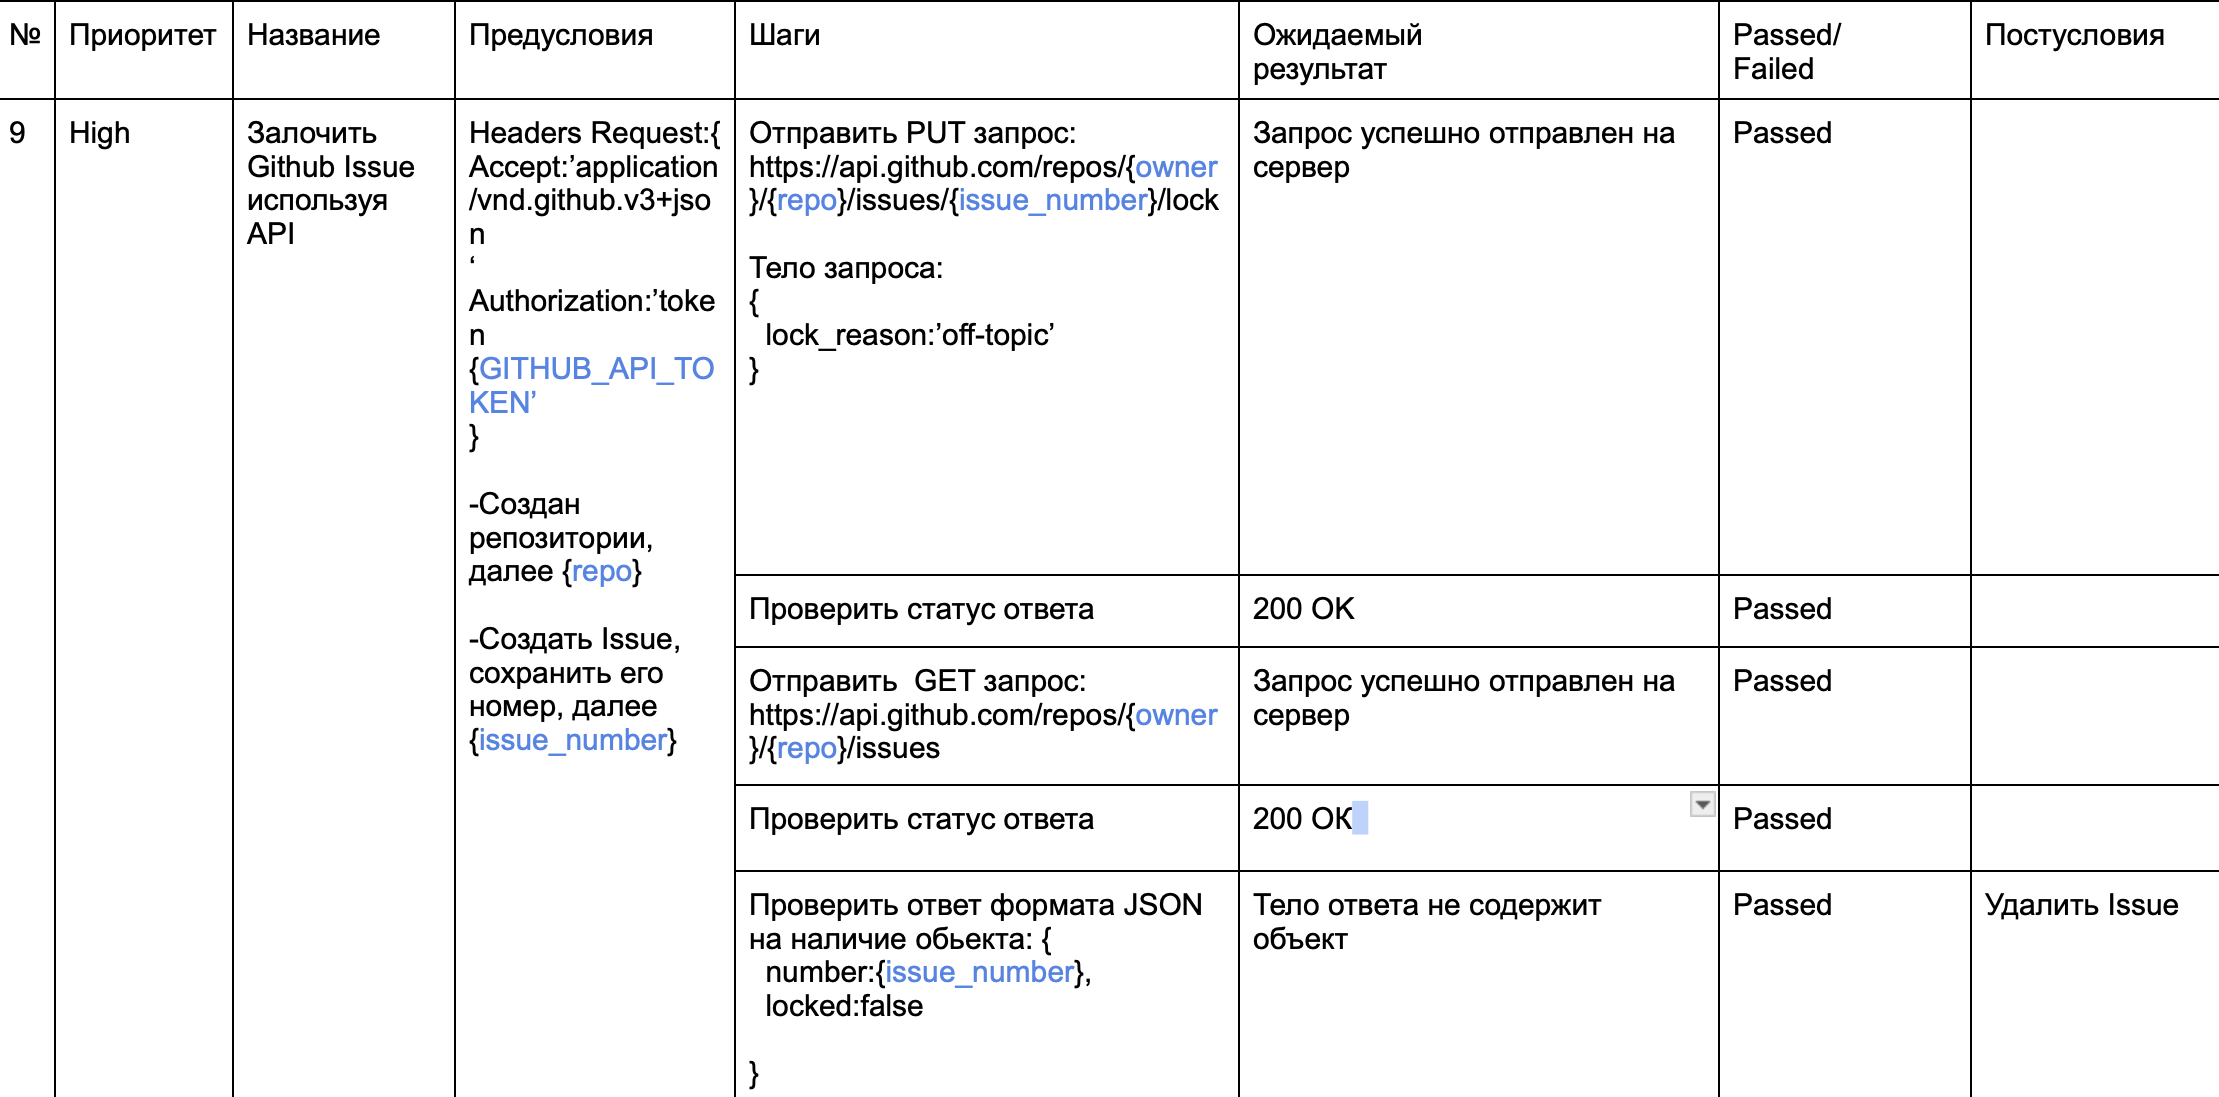 №
Приоритет
Название
Предусловия
Шаги
Ожидаемый
результат
Passed/
Failed
Постусловия
9
High
Залочить
Github Issue
используя
API
Headers Request:{
Accept:’application
/vnd.github.v3+jso
n
‘
Authorization:’toke
n
{GITHUB_API_TO
KEN’
}
-Создан
репозитории,
далее {repo}
-Создать Issue,
сохранить его
номер, далее
{issue_number}
Отправить PUT запрос:
https://api.github.com/repos/{owner
}/{repo}/issues/{issue_number}/lock
Тело запроса:
{
lock_reason:’off-topic’
}
Запрос успешно отправлен на
сервер
Passed
Проверить статус ответа
200 OK
Passed
Отправить  GET запрос:
https://api.github.com/repos/{owner
}/{repo}/issues
Запрос успешно отправлен на
сервер
Passed
Проверить статус ответа
200 ОК
Passed
Проверить ответ формата JSON
на наличие обьекта: {
number:{issue_number},
locked:false
}
Тело ответа не содержит
объект
Passed
Удалить Issue